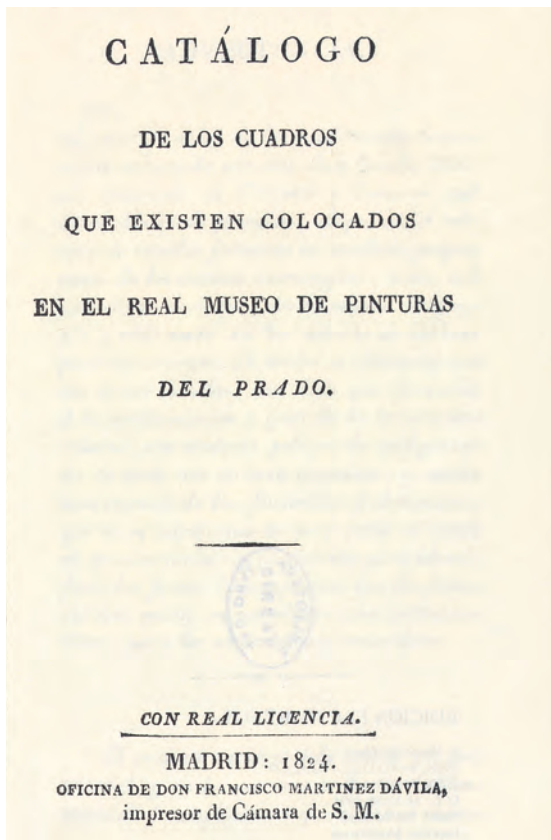 CATÁLOGO
DE LOS CUADROS
QUE EXISTEN COLOCADOS
EN EL REAL MUSEO DE PINTURAS
DEL PRADO.
CON REAL LICENCIA.
MADRID: 1824.
OFICINA DE DON FRANCISCO MARTINEZ DÁVILA,
impresor de Cámara de S. M.